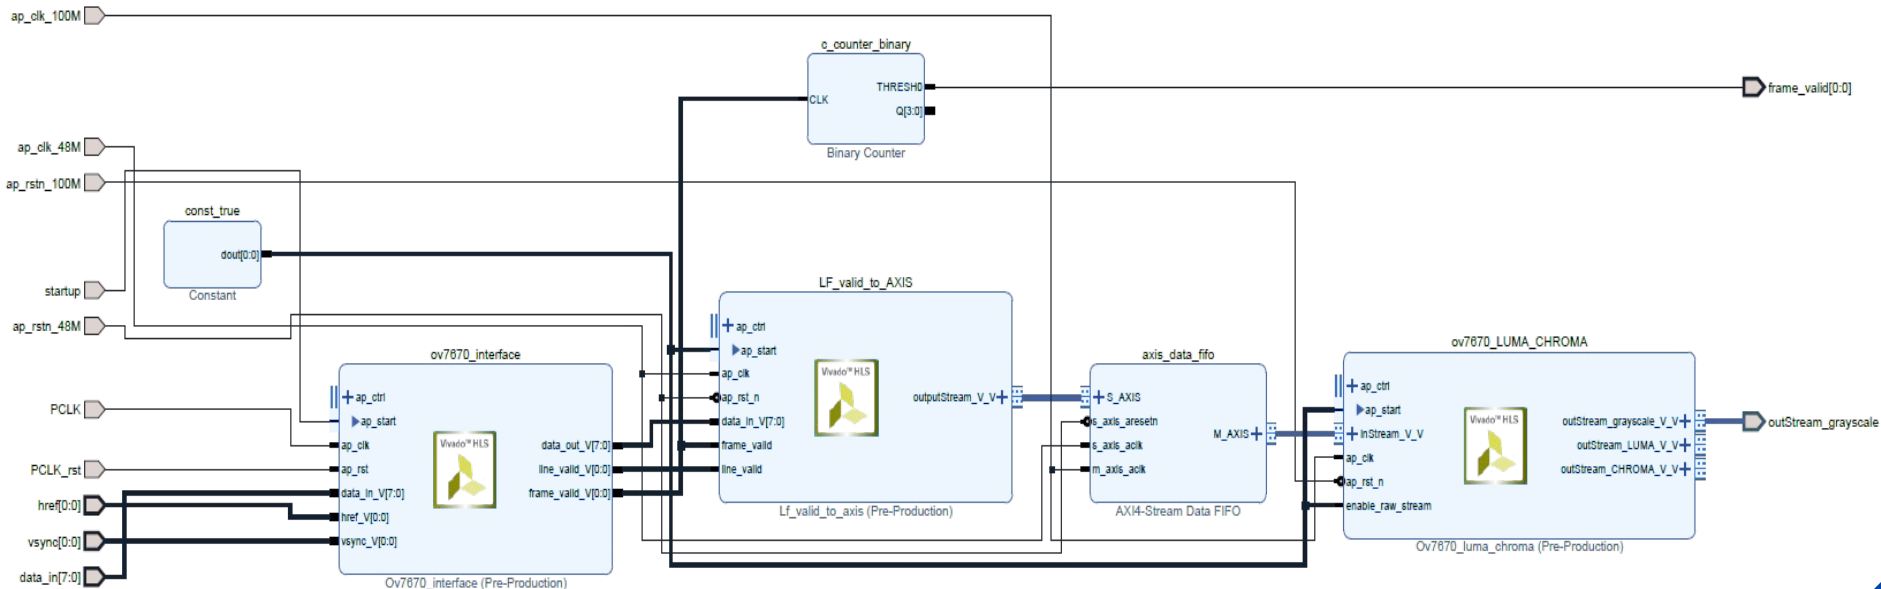 ap_clk_100M
c_counter_binary
CLK
THRESH0
Q[3:0]
Binary Counter
frame_valid[0:0]
ap_clk_48M
ap_rstn_100M
const_true
dout[0:0]
Constant
startup
ap_rstn_48M
PCLK
PCLK_rst
href[0:0]
vsync[0:0]
data_in[7:0]
ov7670_interface
ap_ctrl
ap_start
ap_clk
ap_rst
data_in_V[7:0]
href_V[0:0]
vsync_V[0:0]
Vivado™ HLS
data_out_V[7:0]
line_valid_V[0:0]
frame_valid_V[0:0]
Ov7670_interface (Pre-Production)
LF_valid_to_AXIS
ap_ctrl
ap_start
ap_clk
ap_rst_n
data_in_V[7:0]
frame_valid
line_valid
Vivado™ HLS
outputStream_V_V
Lf_valid_to_axis (Pre-Production)
axis_data_fifo
S_AXIS
s_axis_aresetn
s_axis_aclk
m_axis_aclk
M_AXIS
AXI4-Stream Data FIFO
ov7670_LUMA_CHROMA
ap_ctrl
ap_start
inStream_V_V
ap_clk
ap_rst_n
enable_raw_stream
Vivado™ HLS
outStream_grayscale_V_V
outStream_LUMA_V_V
outStream_CHROMA_V_V
Ov7670_luma_chroma (Pre-Production)
outStream_grayscale